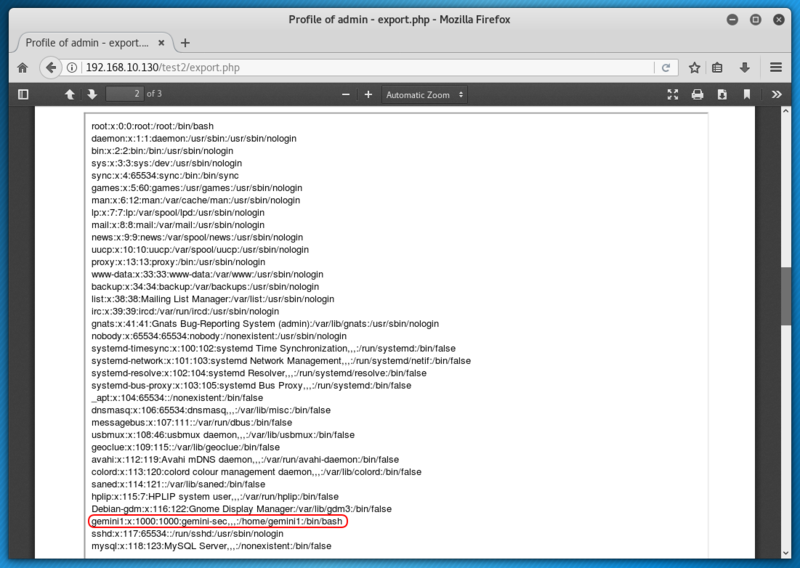 Profile of admin - export.php - Mozilla Firefox
Profile of admin - export....
192.168.10.130/test2/export.php
2 of 3
Automatic Zoom
root:x:0:0:root:/root:/bin/bash
daemon:x:1:1:daemon:/usr/sbin:/usr/sbin/nologin
bin:x:2:2:bin:/bin:/usr/sbin/nologin
sys:x:3:3:sys:/dev:/usr/sbin/nologin
sync:x:4:65534:sync:/bin:/bin/sync
games:x:5:60:games:/usr/games:/usr/sbin/nologin
man:x:6:12:man:/var/cache/man:/usr/sbin/nologin
lp:x:7:7:lp:/var/spool/lpd:/usr/sbin/nologin
mail:x:8:8:mail:/var/mail:/usr/sbin/nologin
news:x:9:9:news:/var/spool/news:/usr/sbin/nologin
uucp:x:10:10:uucp:/var/spool/uucp:/usr/sbin/nologin
proxy:x:13:13:proxy:/bin:/usr/sbin/nologin
www-data:x:33:33:www-data:/var/www:/usr/sbin/nologin
backup:x:34:34:backup:/var/backups:/usr/sbin/nologin
list:x:38:38:Mailing List Manager:/var/list:/usr/sbin/nologin
irc:x:39:39:ircd:/var/run/ircd:/usr/sbin/nologin
gnats:x:41:41:Gnats Bug-Reporting System (admin):/var/lib/gnats:/usr/sbin/nologin
nobody:x:65534:65534:nobody:/nonexistent:/usr/sbin/nologin
systemd-timesync:x:100:102:systemd Time Synchronization,,,:/run/systemd:/bin/false
systemd-network:x:101:103:systemd Network Management,,,:/run/systemd/netif:/bin/false
systemd-resolve:x:102:104:systemd Resolver,,,:/run/systemd/resolve:/bin/false
systemd-bus-proxy:x:103:105:systemd Bus Proxy,,,:/run/systemd:/bin/false
_apt:x:104:65534::/nonexistent:/bin/false
dnsmasq:x:106:65534:dnsmasq,,,:/var/lib/misc:/bin/false
messagebus:x:107:111::/var/run/dbus:/bin/false
usbmux:x:108:46:usbmux daemon,,,:/var/lib/usbmux:/bin/false
geoclue:x:109:115::/var/lib/geoclue:/bin/false
avahi:x:112:119:Avahi mDNS daemon,,,:/var/run/avahi-daemon:/bin/false
colord:x:113:120:colord colour management daemon,,,:/var/lib/colord:/bin/false
saned:x:114:121::/var/lib/saned:/bin/false
hplip:x:115:7:HPLIP system user,,,:/var/run/hplip:/bin/false
Debian-gdm:x:116:122:Gnome Display Manager:/var/lib/gdm3:/bin/false
gemini1:x:1000:1000:gemini-sec,,,:/home/gemini1:/bin/bash
sshd:x:117:65534::/run/sshd:/usr/sbin/nologin
mysql:x:118:123:MySQL Server,,,:/nonexistent:/bin/false